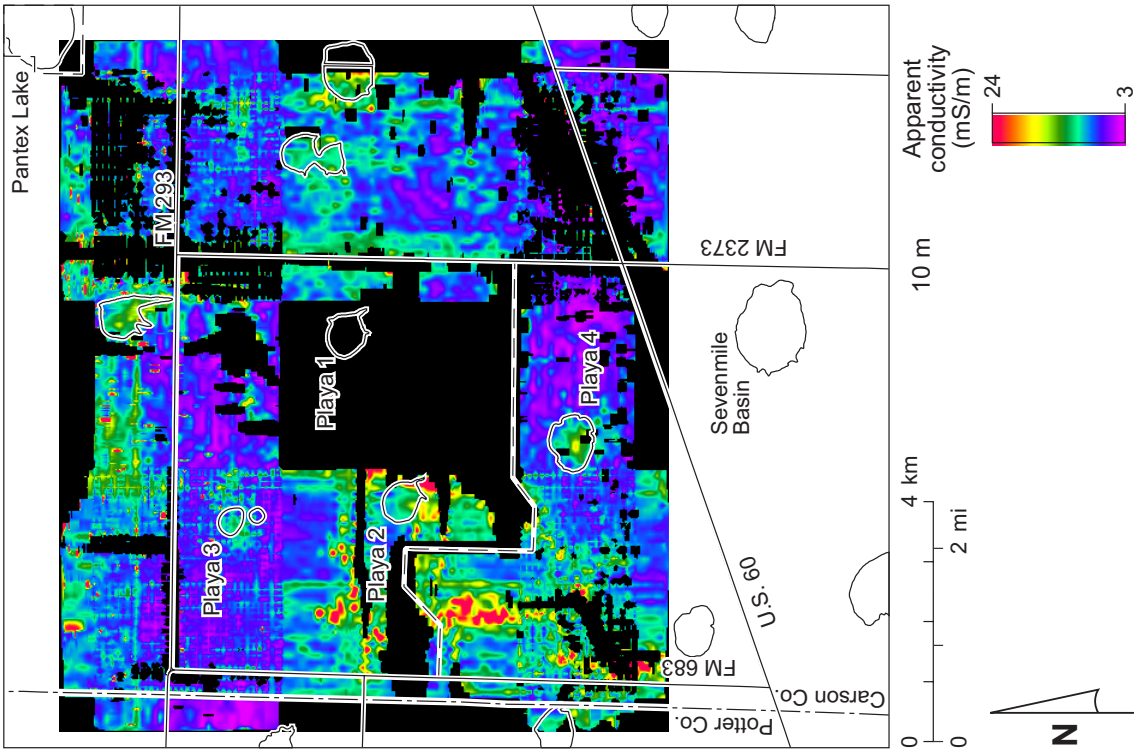 Pantex Lake
FM 293
Playa 1
Playa 3
Playa 2
Playa 4
FM 2373
Sevenmile
Basin
U.S. 60
FM 683
Carson Co.
Potter Co.
Apparent
conductivity
(mS/m)
24
3
10 m
0 4 km
0 2 mi
N